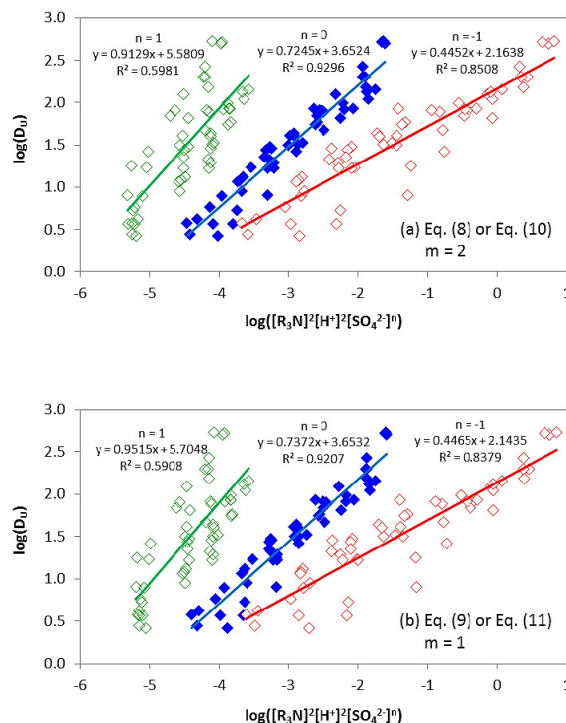 3.0
2.5
2.0
1.5
1.0
0.5
0.0
log(D_U)
n = 1
y = 0.9129x + 5.5809
R² = 0.5981
n = 0
y = 0.7245x + 3.6524
R² = 0.9296
n = -1
y = 0.4452x + 2.1638
R² = 0.8508
(a) Eq. (8) or Eq. (10)
m = 2
-6 -5 -4 -3 -2 -1 0 1
log([R₃N]²[H⁺]²[SO₄²⁻]ⁿ)
3.0
2.5
2.0
1.5
1.0
0.5
0.0
log(D_U)
n = 1
y = 0.9515x + 5.7048
R² = 0.5908
n = 0
y = 0.7372x + 3.6532
R² = 0.9207
n = -1
y = 0.4465x + 2.1435
R² = 0.8379
(b) Eq. (9) or Eq. (11)
m = 1
-6 -5 -4 -3 -2 -1 0 1
log([R₃N]²[H⁺]²[SO₄²⁻]ⁿ)